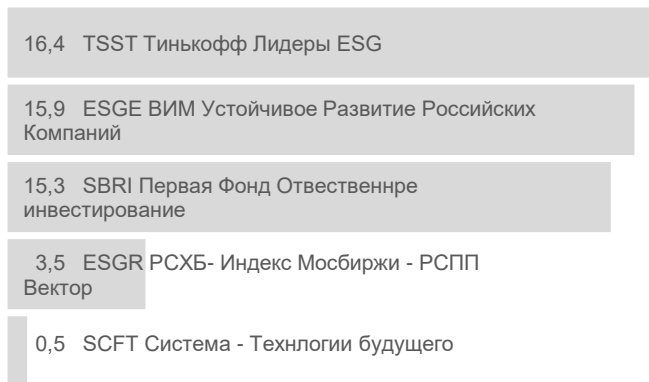 16,4 TSST Тинькофф Лидеры ESG
15,9 ESGE ВИМ Устойчивое Развитие Российских
Компаний
15,3 SBRI Первая Фонд Отвественнре
инвестирование
3,5 ESGR РСХБ- Индекс Мосбиржи - РСПП
Вектор
0,5 SCFT Система - Технлогии будущего